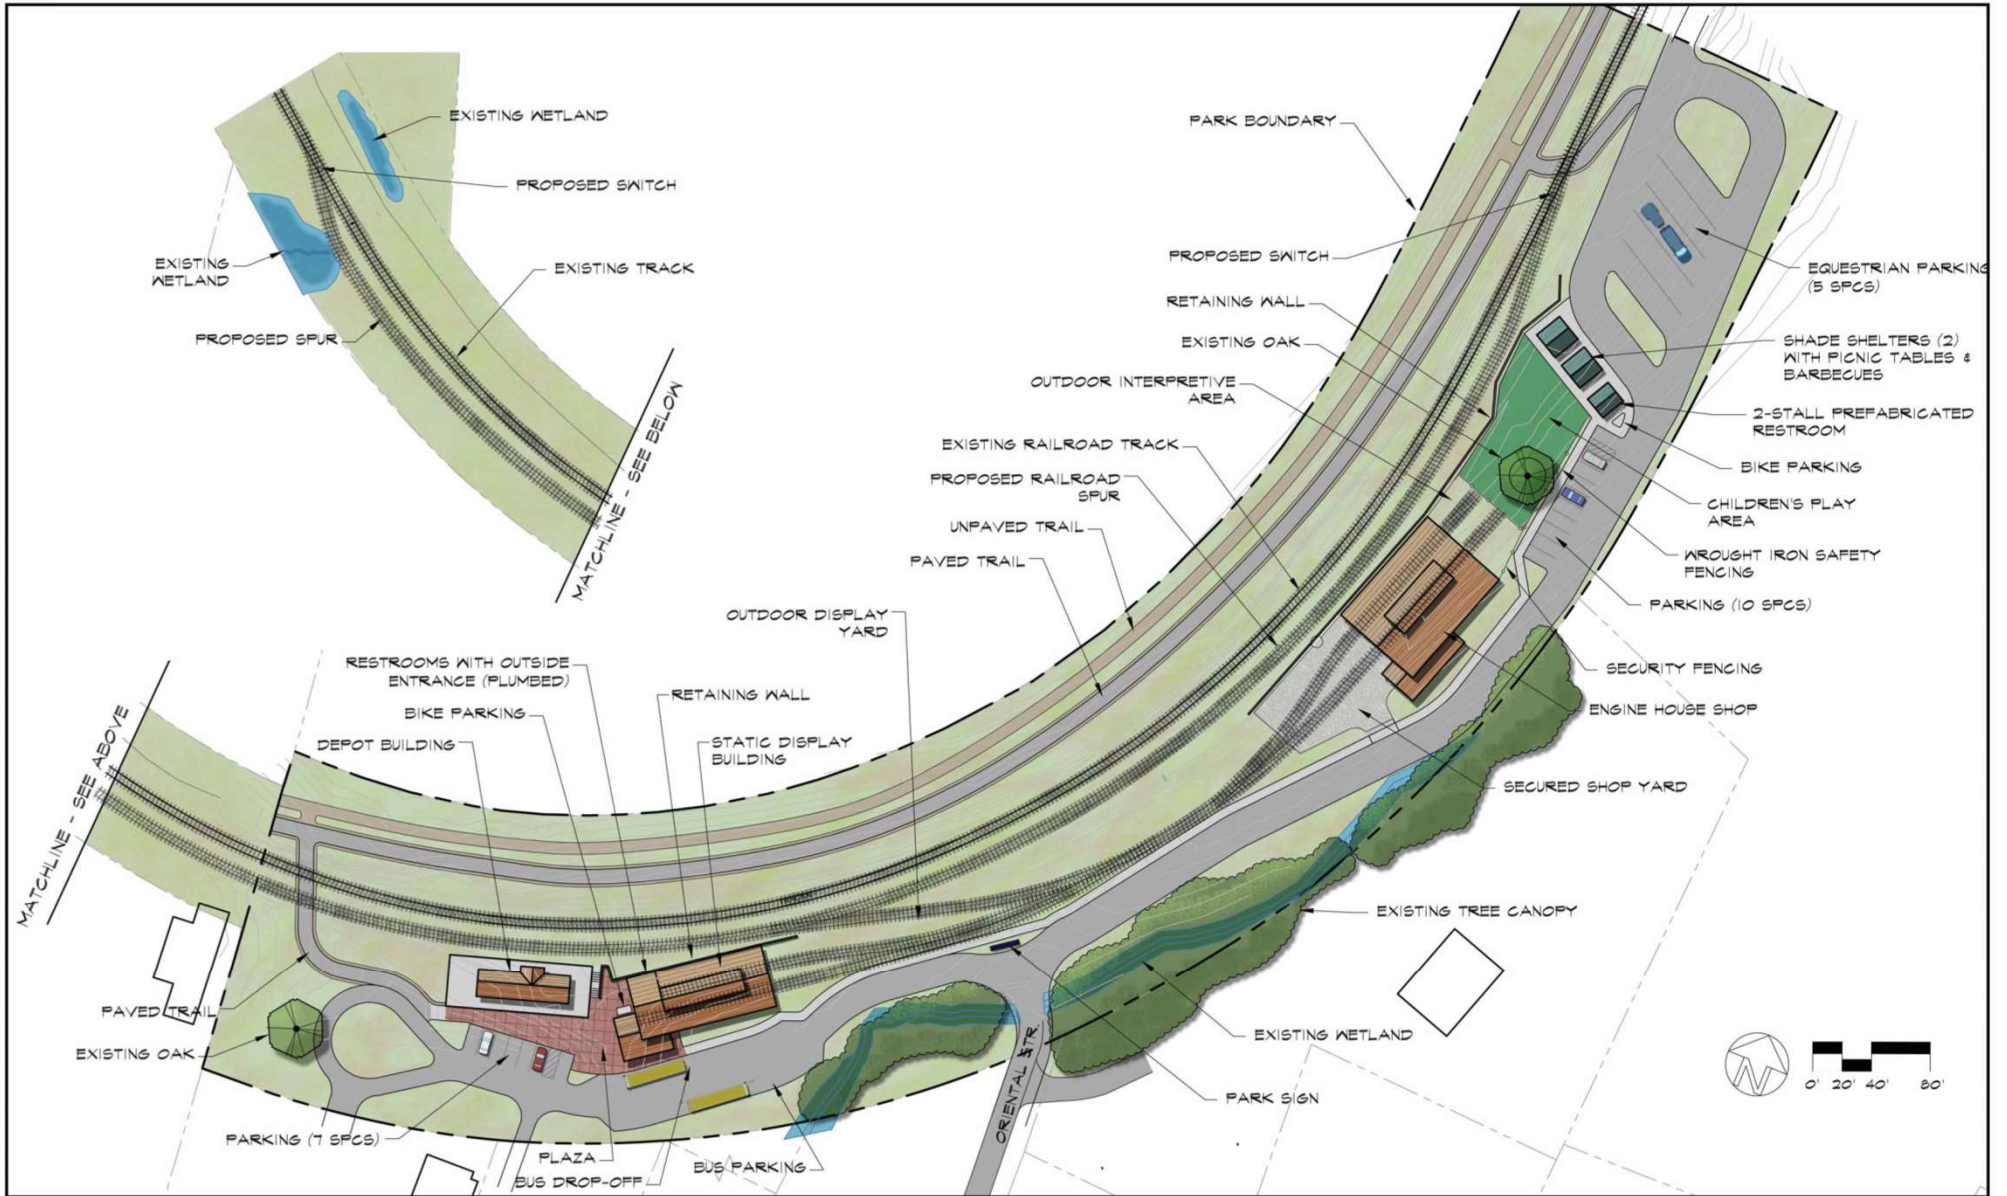 EXISTING WETLAND
PROPOSED SWITCH
EXISTING
WETLAND
EXISTING TRACK
PROPOSED SPUR
MATCHLINE - SEE BELOW
PARK BOUNDARY
PROPOSED SWITCH
RETAINING WALL
EXISTING OAK
OUTDOOR INTERPRETIVE
AREA
EXISTING RAILROAD TRACK
PROPOSED RAILROAD
SPUR
UNPAVED TRAIL
PAVED TRAIL
EQUESTRIAN PARKING
(5 SPCS)
SHADE SHELTERS (2)
WITH PICNIC TABLES &
BARBECUES
2-STALL PREFABRICATED
RESTROOM
BIKE PARKING
CHILDREN'S PLAY
AREA
WROUGHT IRON SAFETY
FENCING
PARKING (10 SPCS)
SECURITY FENCING
ENGINE HOUSE SHOP
SECURED SHOP YARD
OUTDOOR DISPLAY
YARD
RESTROOMS WITH OUTSIDE
ENTRANCE (PLUMBED)
RETAINING WALL
BIKE PARKING
STATIC DISPLAY
BUILDING
DEPOT BUILDING
MATCHLINE - SEE ABOVE
PAVED TRAIL
EXISTING OAK
PARKING (7 SPCS)
PLAZA
BUS DROP-OFF
BUS PARKING
ORIENTAL STR.
EXISTING TREE CANOPY
EXISTING WETLAND
PARK SIGN
N
0' 20' 40' 80'